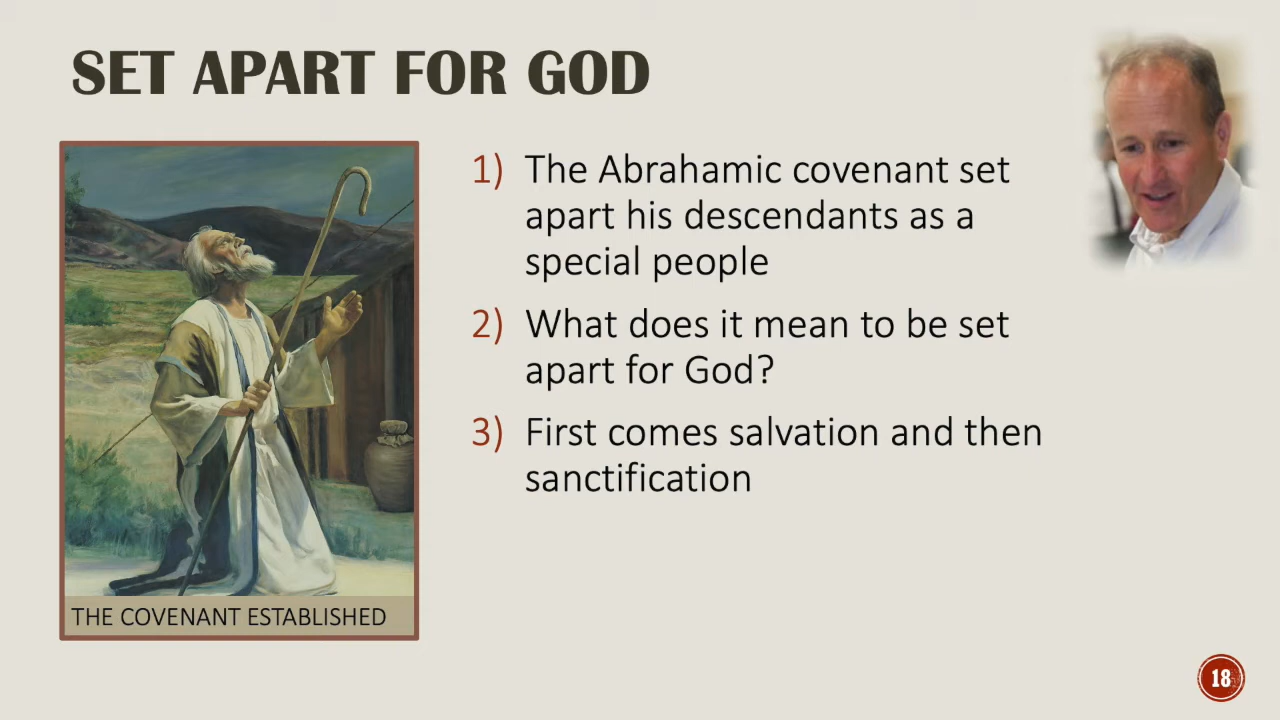 SET APART FOR GOD
1) The Abrahamic covenant set
apart his descendants as a
special people
2) What does it mean to be set
apart for God?
3) First comes salvation and then
sanctification
THE COVENANT ESTABLISHED
18